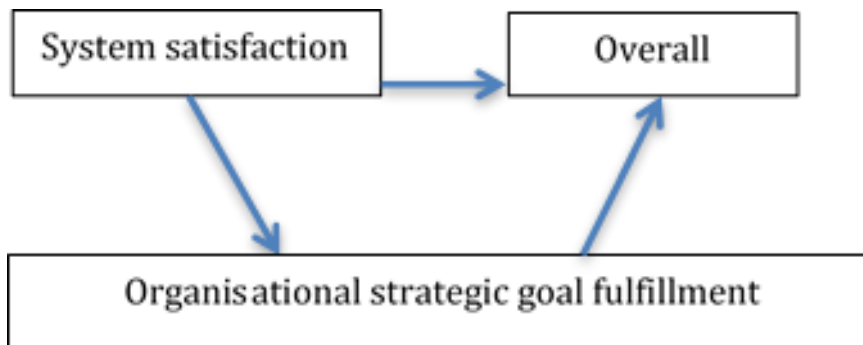 System satisfaction
Overall
Organisational strategic goal fulfillment